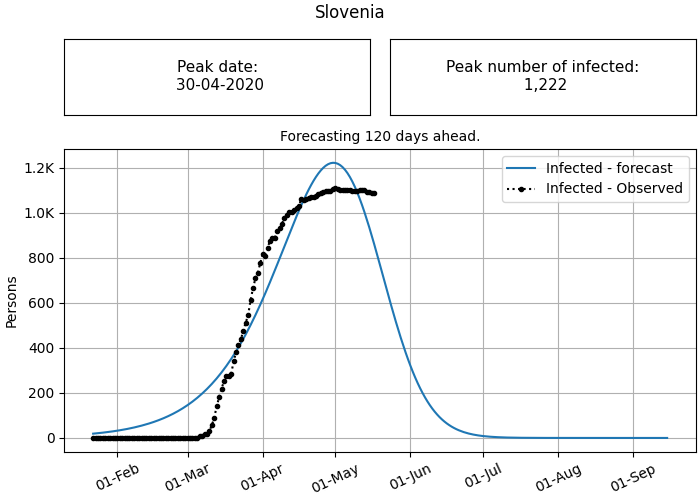 Slovenia
Peak date:
30-04-2020
Peak number of infected:
1,222
Forecasting 120 days ahead.
Infected - forecast
Infected - Observed
1.2K
1.0K
800
600
400
200
0
Persons
01-Feb
01-Mar
01-Apr
01-May
01-Jun
01-Jul
01-Aug
01-Sep